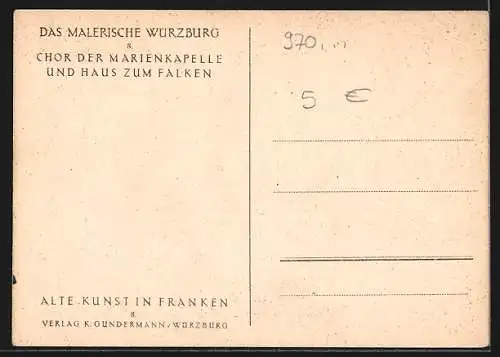 DAS MALERISCHE WÜRZBURG
8.
CHOR DER MARIENKAPELLE
UND HAUS ZUM FALKEN
970
5 €
ALTE KUNST IN FRANKEN
8.
VERLAG K. GUNDERMANN / WÜRZBURG